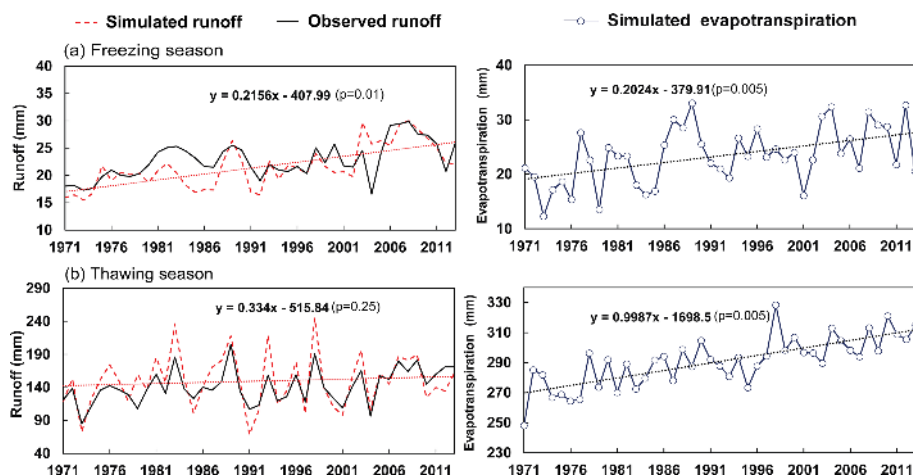 Simulated runoff Observed runoff Simulated evapotranspiration
(a) Freezing season
40
35
30
25
20
15
10
Runoff (mm)
y = 0.2156x - 407.99 (p=0.01)
1971 1976 1981 1986 1991 1996 2001 2006 2011
40
30
20
10
Evapotranspiration (mm)
y = 0.2024x - 379.91 (p=0.005)
1971 1976 1981 1986 1991 1996 2001 2006 2011
(b) Thawing season
290
240
190
140
90
40
Runoff (mm)
y = 0.334x - 515.84 (p=0.25)
1971 1976 1981 1986 1991 1996 2001 2006 2011
330
310
290
270
250
230
Evapotranspiration (mm)
y = 0.9987x - 1698.5 (p=0.005)
1971 1976 1981 1986 1991 1996 2001 2006 2011